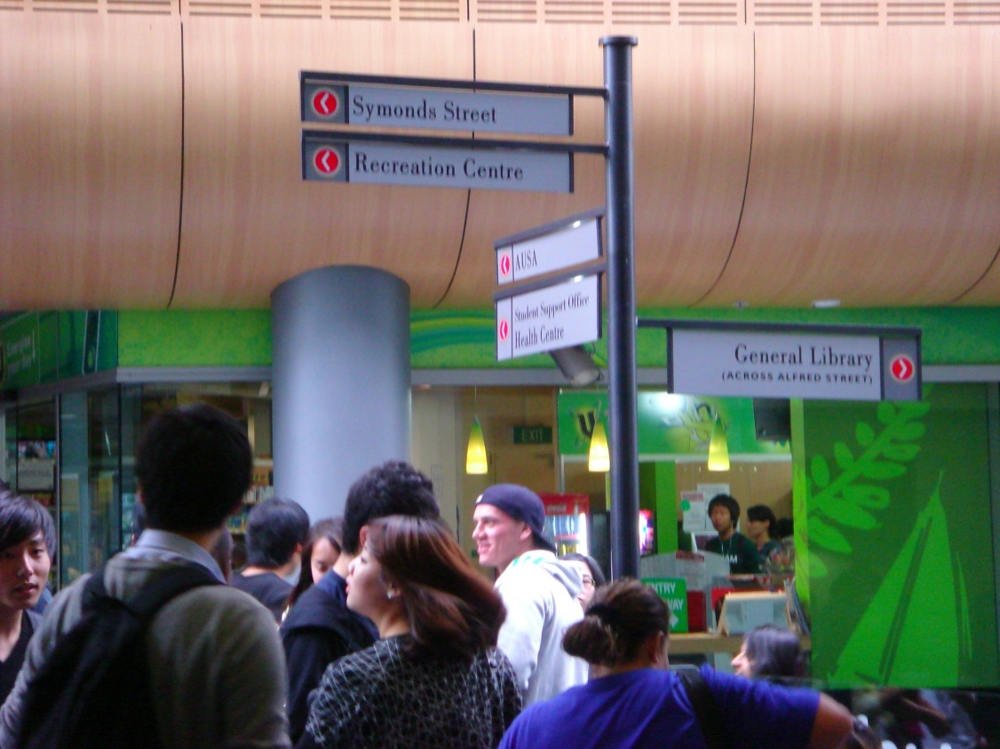 Symonds Street
Recreation Centre
AUSA
Student Support Office
Health Centre
General Library
(ACROSS ALFRED STREET)
EXIT
ENTRY